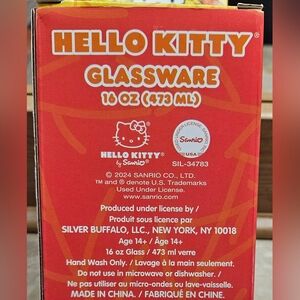 HELLO KITTY
GLASSWARE
16 OZ (473 ML)
HELLO KITTY®
by Sanrio
Sanrio
USA
SIL-34783
© 2024 SANRIO CO., LTD.
™ and ® denote U.S. Trademarks
Used Under License.
www.sanrio.com
Produced under license by /
Produit sous licence par
SILVER BUFFALO, LLC., NEW YORK, NY 10018
Age 14+ / Âge 14+
16 oz Glass / 473 ml verre
Hand Wash Only. / Lavage à la main seulement.
Do not use in microwave or dishwasher. /
Ne pas utiliser au micro-ondes ou lave-vaisselle.
MADE IN CHINA. / FABRIQUÉ EN CHINE.